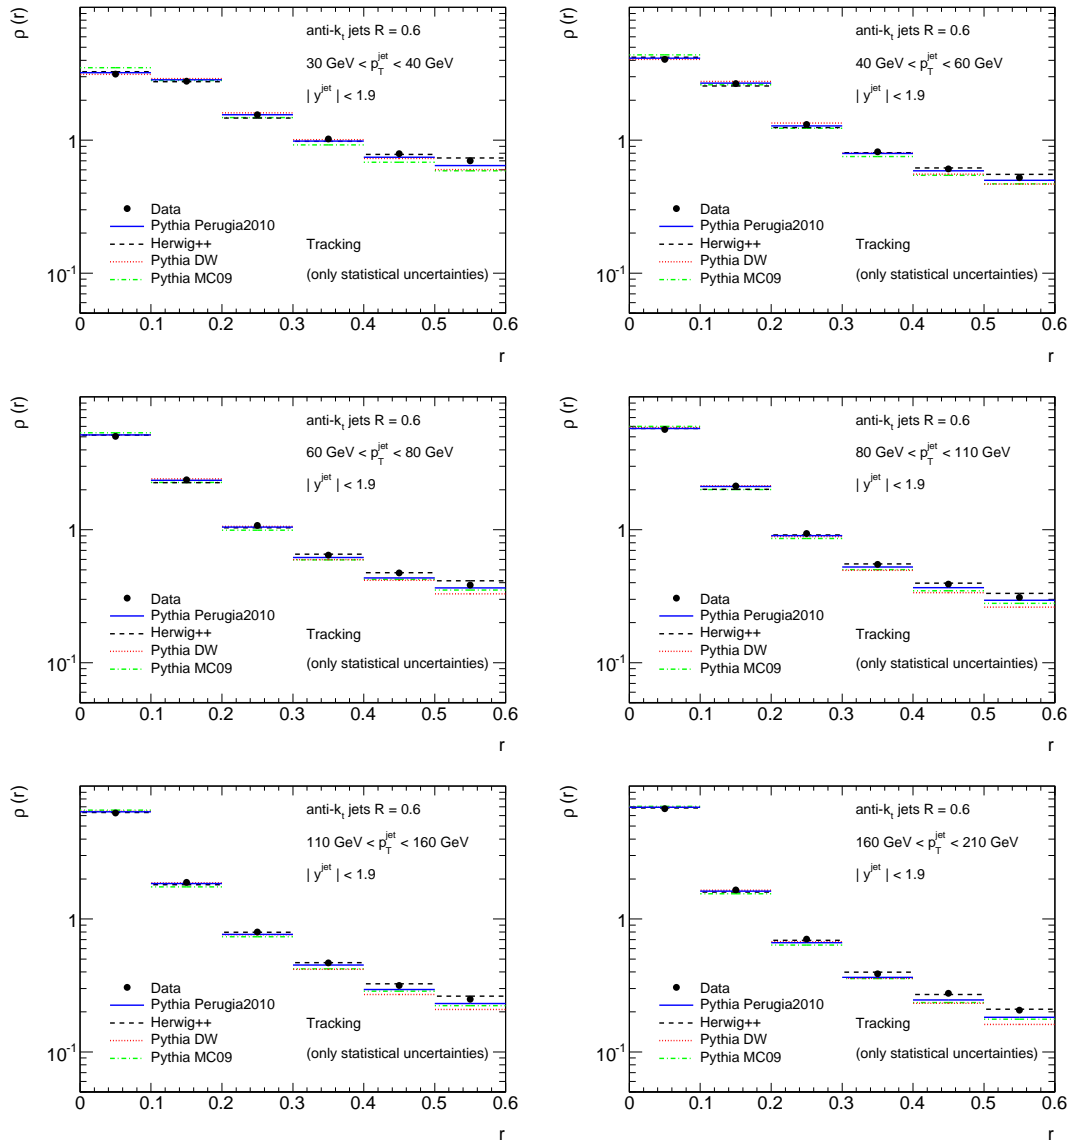 ρ (r)
anti-k_t jets R = 0.6
30 GeV < p_T^jet < 40 GeV
| y^jet | < 1.9
1
Data
Pythia Perugia2010
Herwig++
Pythia DW
Pythia MC09
Tracking
(only statistical uncertainties)
10^-1
0 0.1 0.2 0.3 0.4 0.5 0.6
r
ρ (r)
anti-k_t jets R = 0.6
40 GeV < p_T^jet < 60 GeV
| y^jet | < 1.9
1
Data
Pythia Perugia2010
Herwig++
Pythia DW
Pythia MC09
Tracking
(only statistical uncertainties)
10^-1
0 0.1 0.2 0.3 0.4 0.5 0.6
r
ρ (r)
anti-k_t jets R = 0.6
60 GeV < p_T^jet < 80 GeV
| y^jet | < 1.9
1
Data
Pythia Perugia2010
Herwig++
Pythia DW
Pythia MC09
Tracking
(only statistical uncertainties)
10^-1
0 0.1 0.2 0.3 0.4 0.5 0.6
r
ρ (r)
anti-k_t jets R = 0.6
80 GeV < p_T^jet < 110 GeV
| y^jet | < 1.9
1
Data
Pythia Perugia2010
Herwig++
Pythia DW
Pythia MC09
Tracking
(only statistical uncertainties)
10^-1
0 0.1 0.2 0.3 0.4 0.5 0.6
r
ρ (r)
anti-k_t jets R = 0.6
110 GeV < p_T^jet < 160 GeV
| y^jet | < 1.9
1
Data
Pythia Perugia2010
Herwig++
Pythia DW
Pythia MC09
Tracking
(only statistical uncertainties)
10^-1
0 0.1 0.2 0.3 0.4 0.5 0.6
r
ρ (r)
anti-k_t jets R = 0.6
160 GeV < p_T^jet < 210 GeV
| y^jet | < 1.9
1
Data
Pythia Perugia2010
Herwig++
Pythia DW
Pythia MC09
Tracking
(only statistical uncertainties)
10^-1
0 0.1 0.2 0.3 0.4 0.5 0.6
r